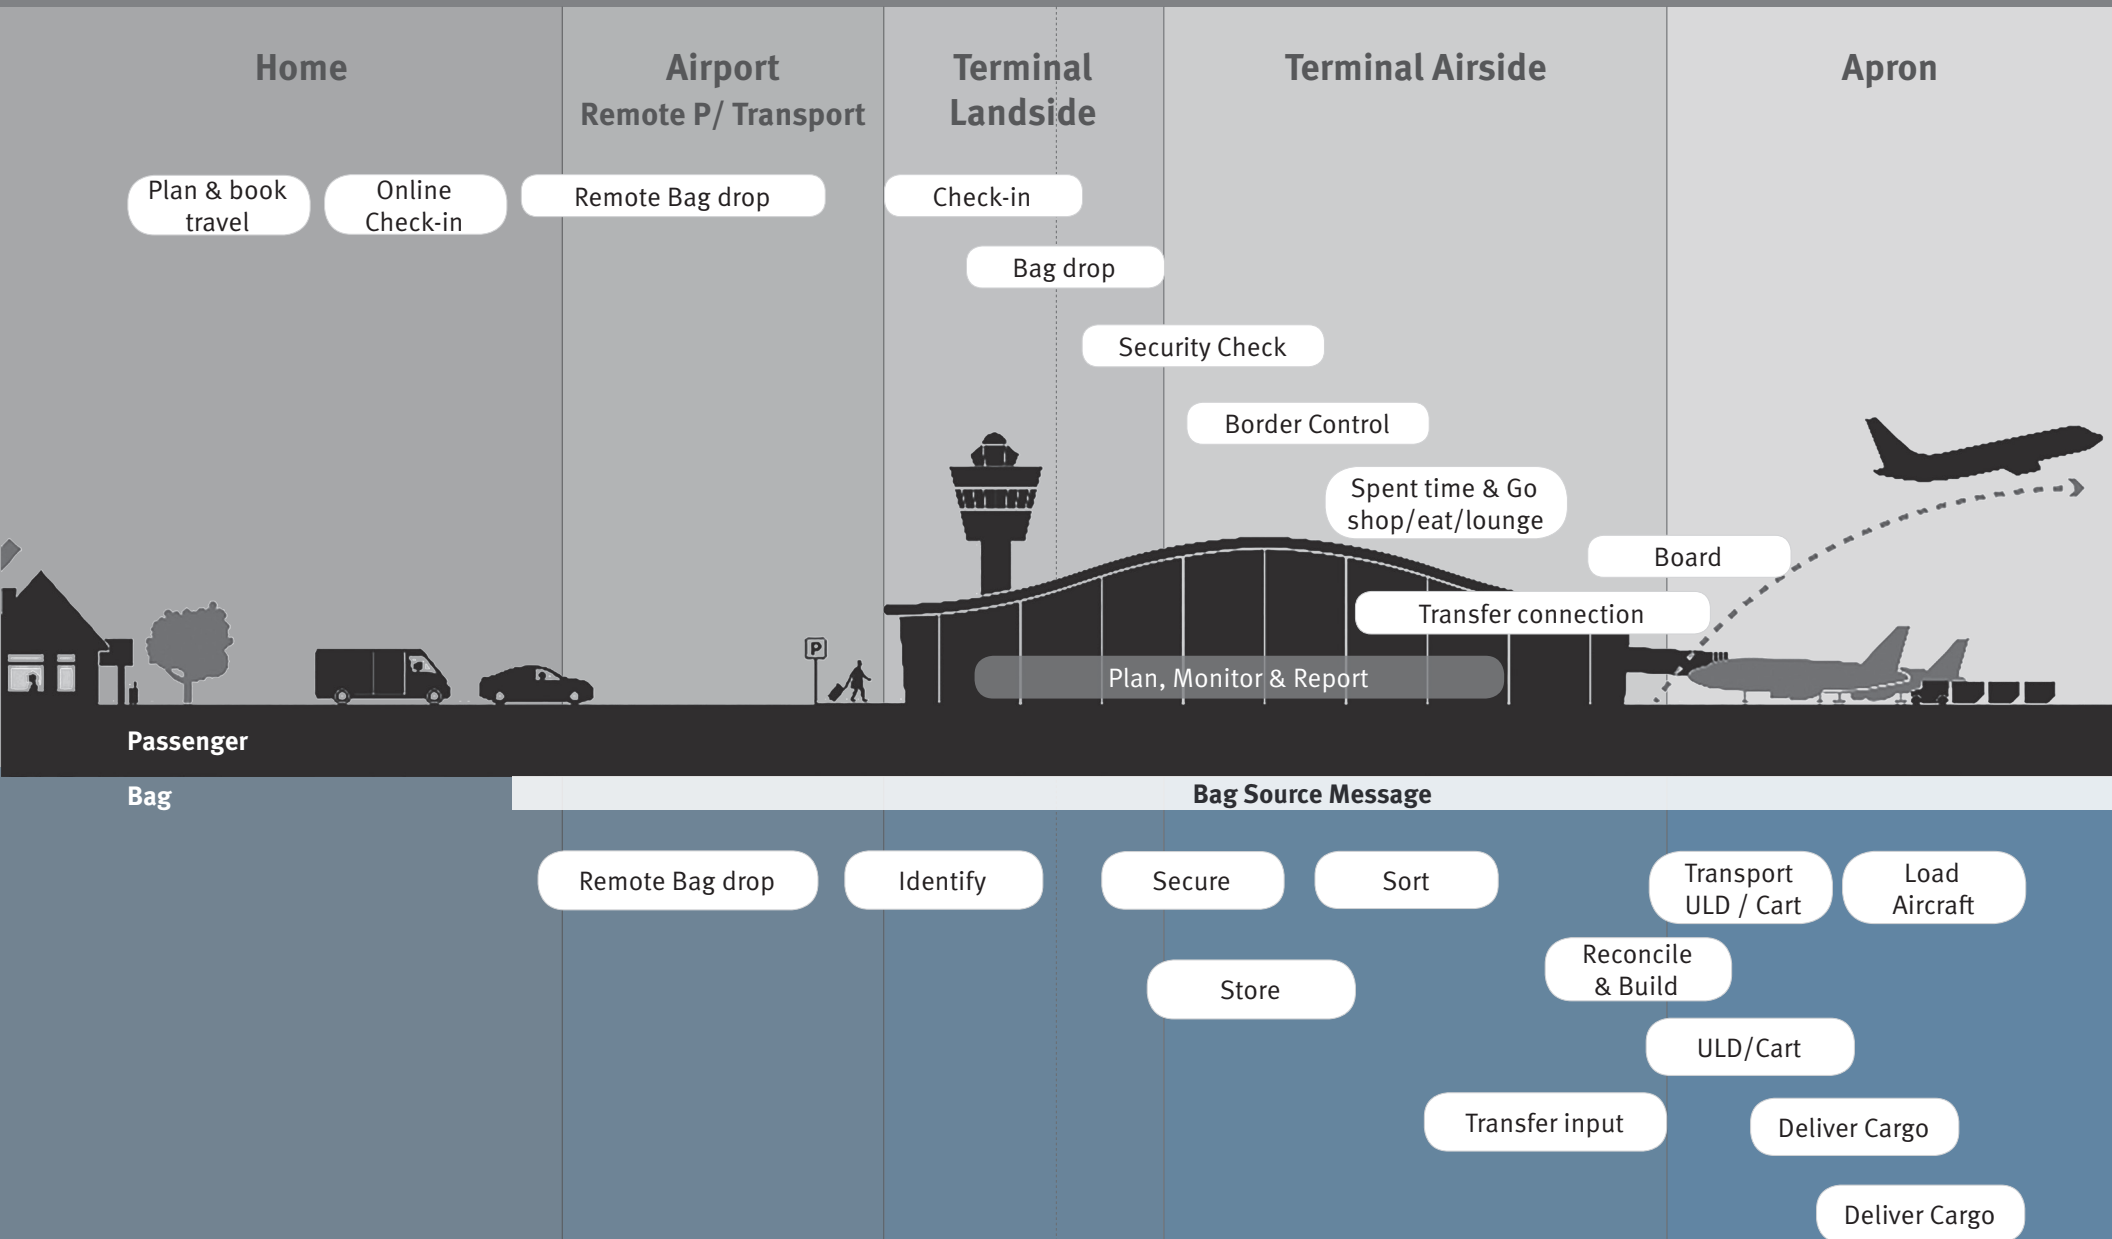 Home
Airport
Remote P/ Transport
Terminal
Landside
Terminal Airside
Apron
Plan & book
travel
Online
Check-in
Remote Bag drop
Check-in
Bag drop
Security Check
Border Control
Spent time & Go
shop/eat/lounge
Board
Transfer connection
P
Plan, Monitor & Report
Passenger
Bag
Bag Source Message
Remote Bag drop
Identify
Secure
Sort
Transport
ULD / Cart
Load
Aircraft
Reconcile
& Build
Store
ULD/Cart
Transfer input
Deliver Cargo
Deliver Cargo